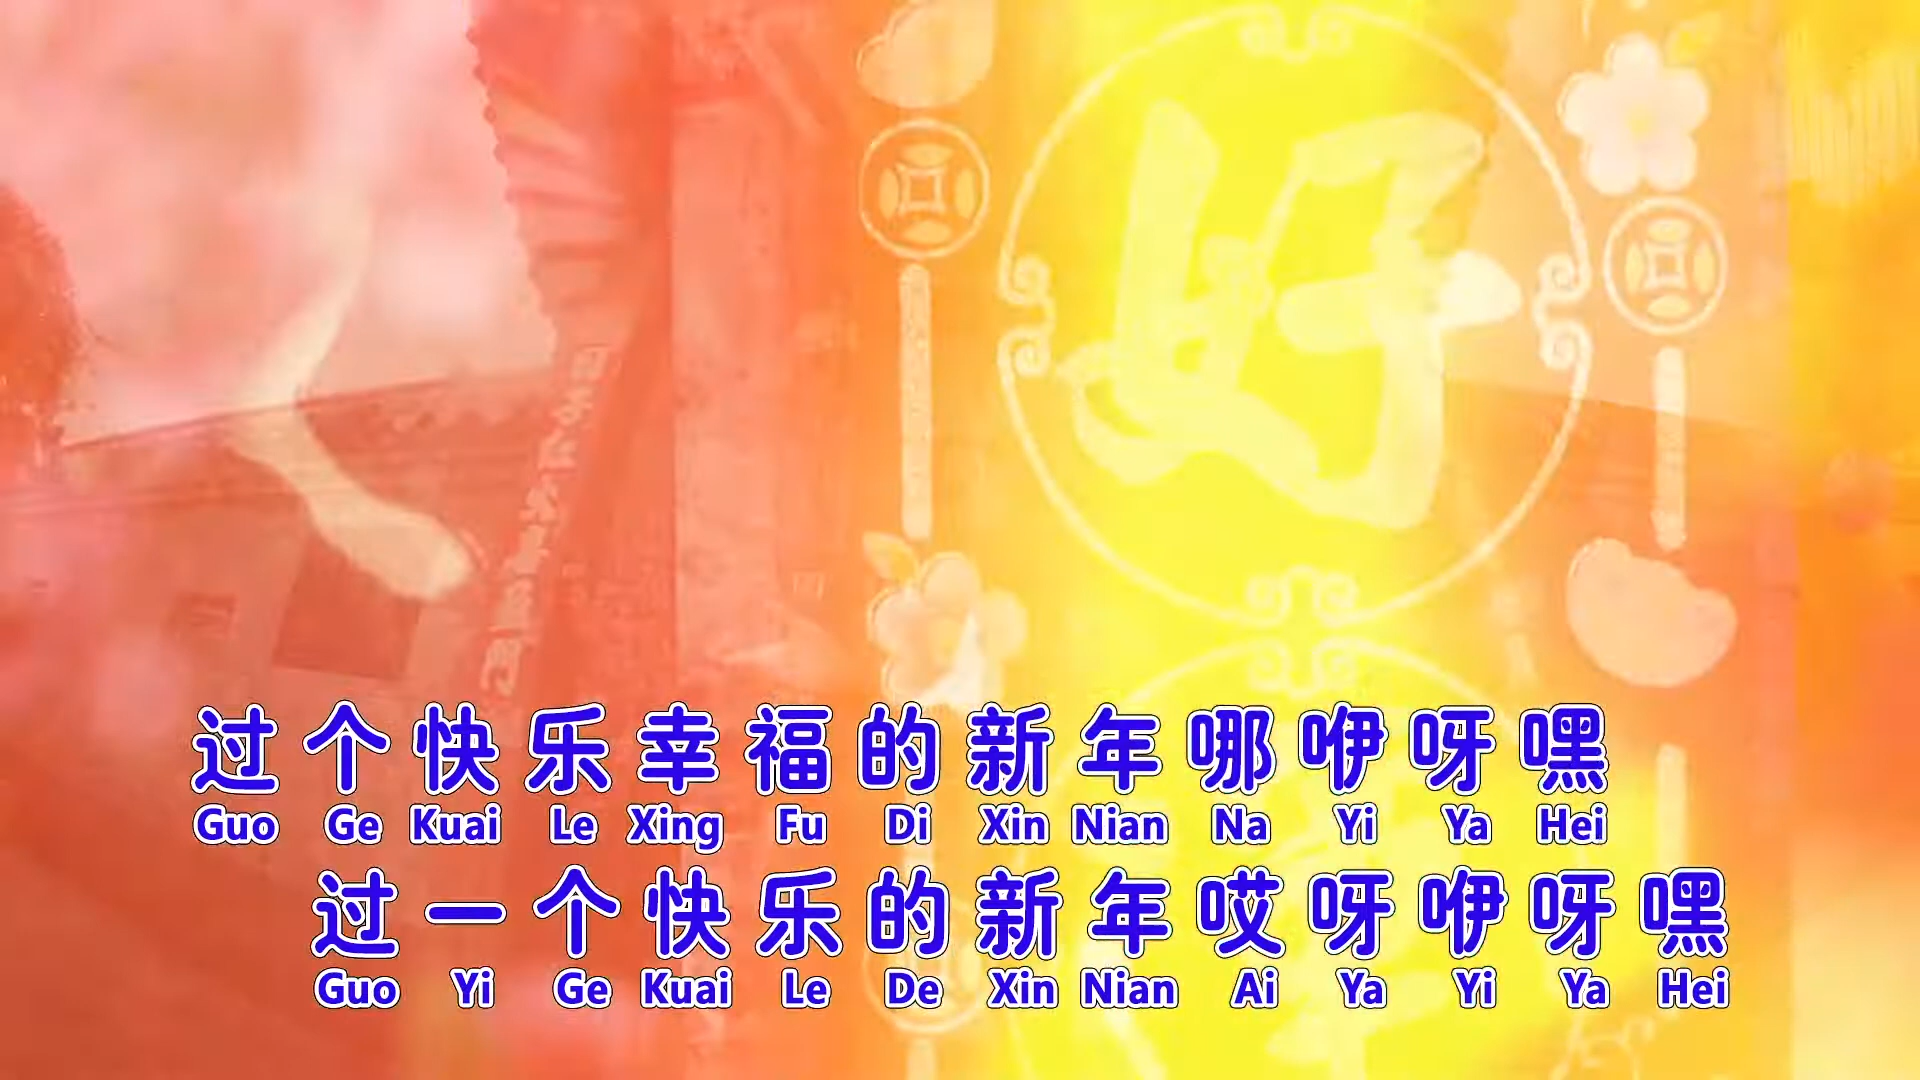 好
过个快乐幸福的新年哪咿呀嘿
Guo Ge Kuai Le Xing Fu Di Xin Nian Na Yi Ya Hei
过一个快乐的新年哎呀咿呀嘿
Guo Yi Ge Kuai Le De Xin Nian Ai Ya Yi Ya Hei